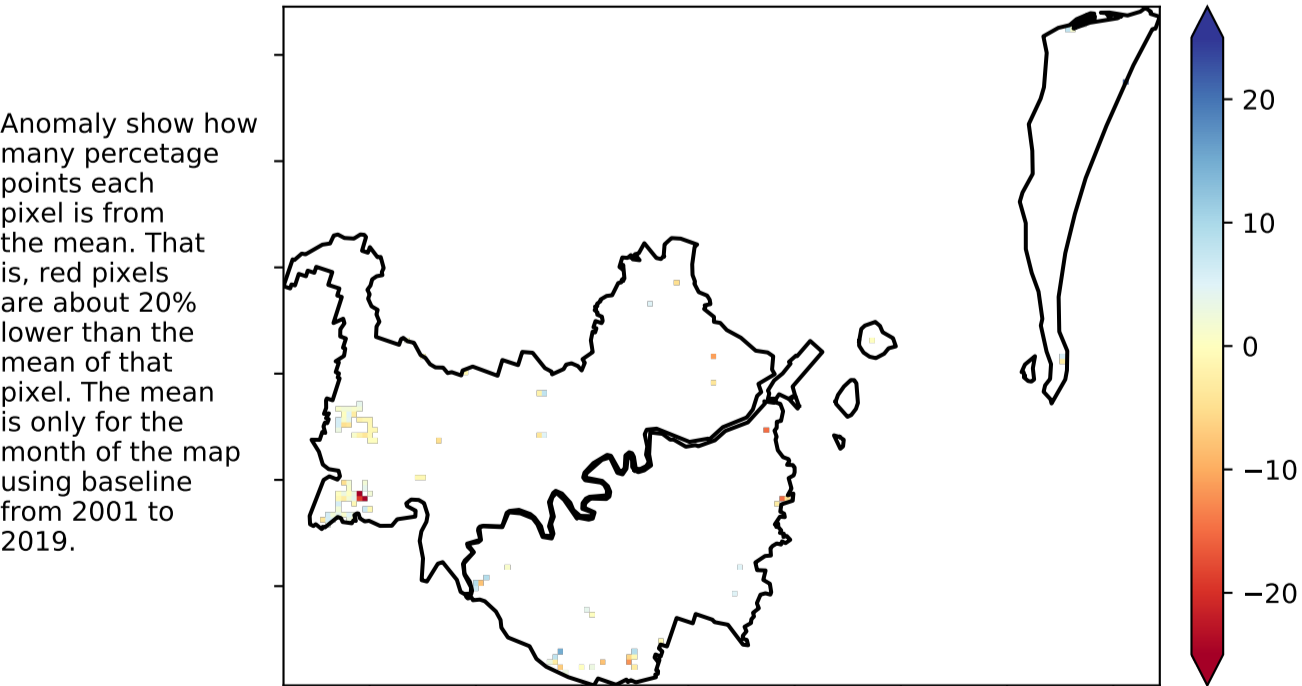 Anomaly show how
many percetage
points each
pixel is from
the mean. That
is, red pixels
are about 20%
lower than the
mean of that
pixel. The mean
is only for the
month of the map
using baseline
from 2001 to
2019.
20
10
0
−10
−20